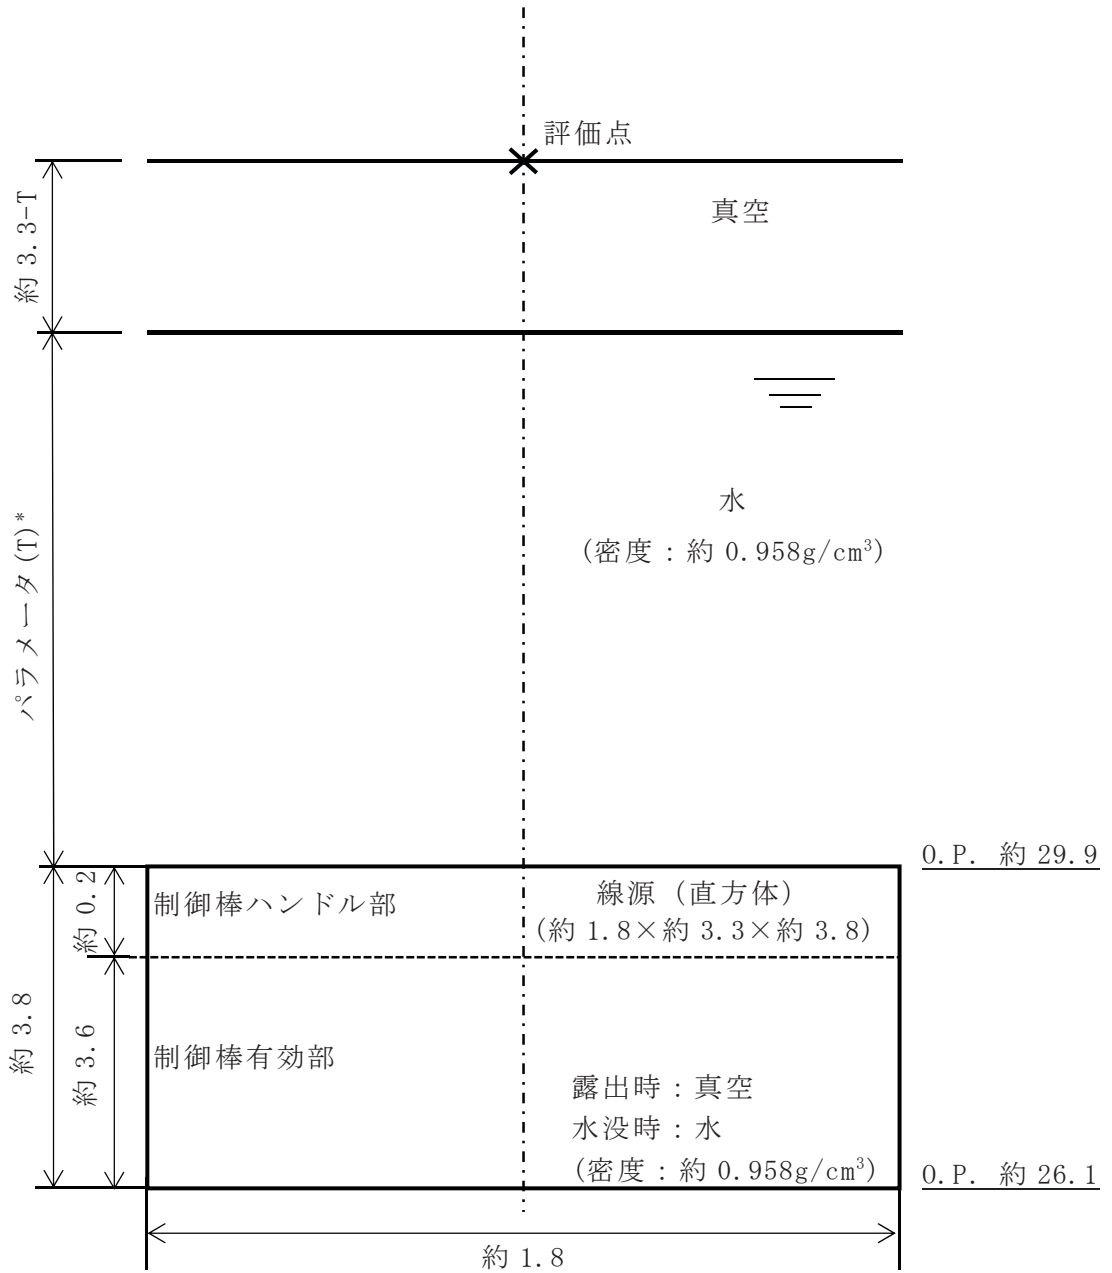 評価点
真空
約 3.3-T
水
(密度：約 0.958g/cm³)
パラメータ(T)*
O.P. 約 29.9
制御棒ハンドル部
線源（直方体）
(約 1.8×約 3.3×約 3.8)
約 0.2
約 3.8
約 3.6
制御棒有効部
露出時：真空
水没時：水
(密度：約 0.958g/cm³)
O.P. 約 26.1
約 1.8